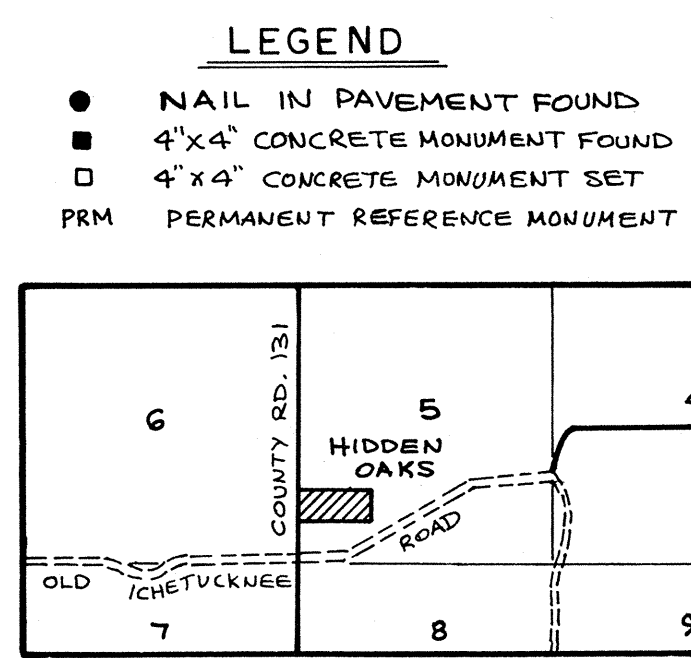 LEGEND
NAIL IN PAVEMENT FOUND
4"X4" CONCRETE MONUMENT FOUND
4"X4" CONCRETE MONUMENT SET
PRM PERMANENT REFERENCE MONUMENT
COUNTY RD. 131
6
5
HIDDEN
OAKS
ROAD
OLD ICHETUCKNEE
7
8